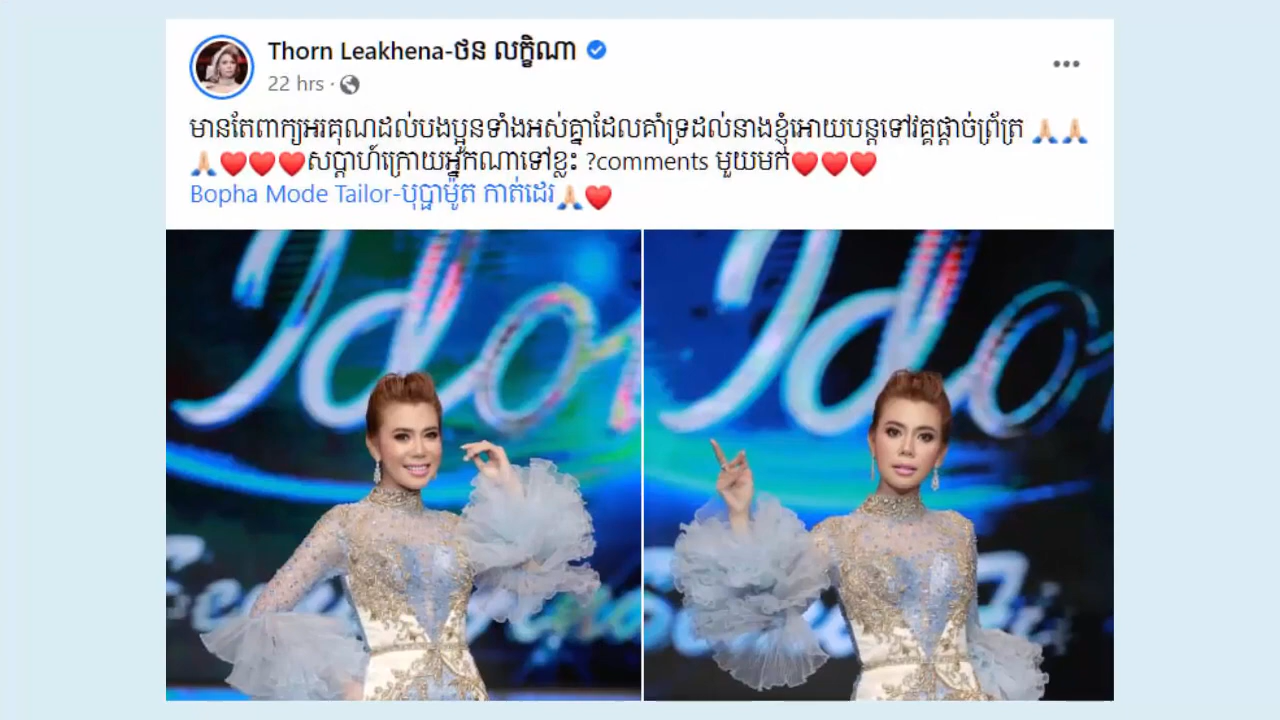 Thorn Leakhena-ថន លក្ខិណា
22 hrs ·
មានតែពាក្យអរគុណដល់បងប្អូនទាំងអស់គ្នាដែលគាំទ្រដល់នាងខ្ញុំអោយបន្តទៅវគ្គផ្ដាច់ព្រ័ត្រ 🙏🏻🙏🏻
🙏🏻❤️❤️❤️សប្ដាហ៍ក្រោយអ្នកណាទៅខ្លះ ?comments មួយមក៎❤️❤️❤️
Bopha Mode Tailor-បុប្ផាម៉ូត កាត់ដេរ🙏🏻❤️
Idol
Idol